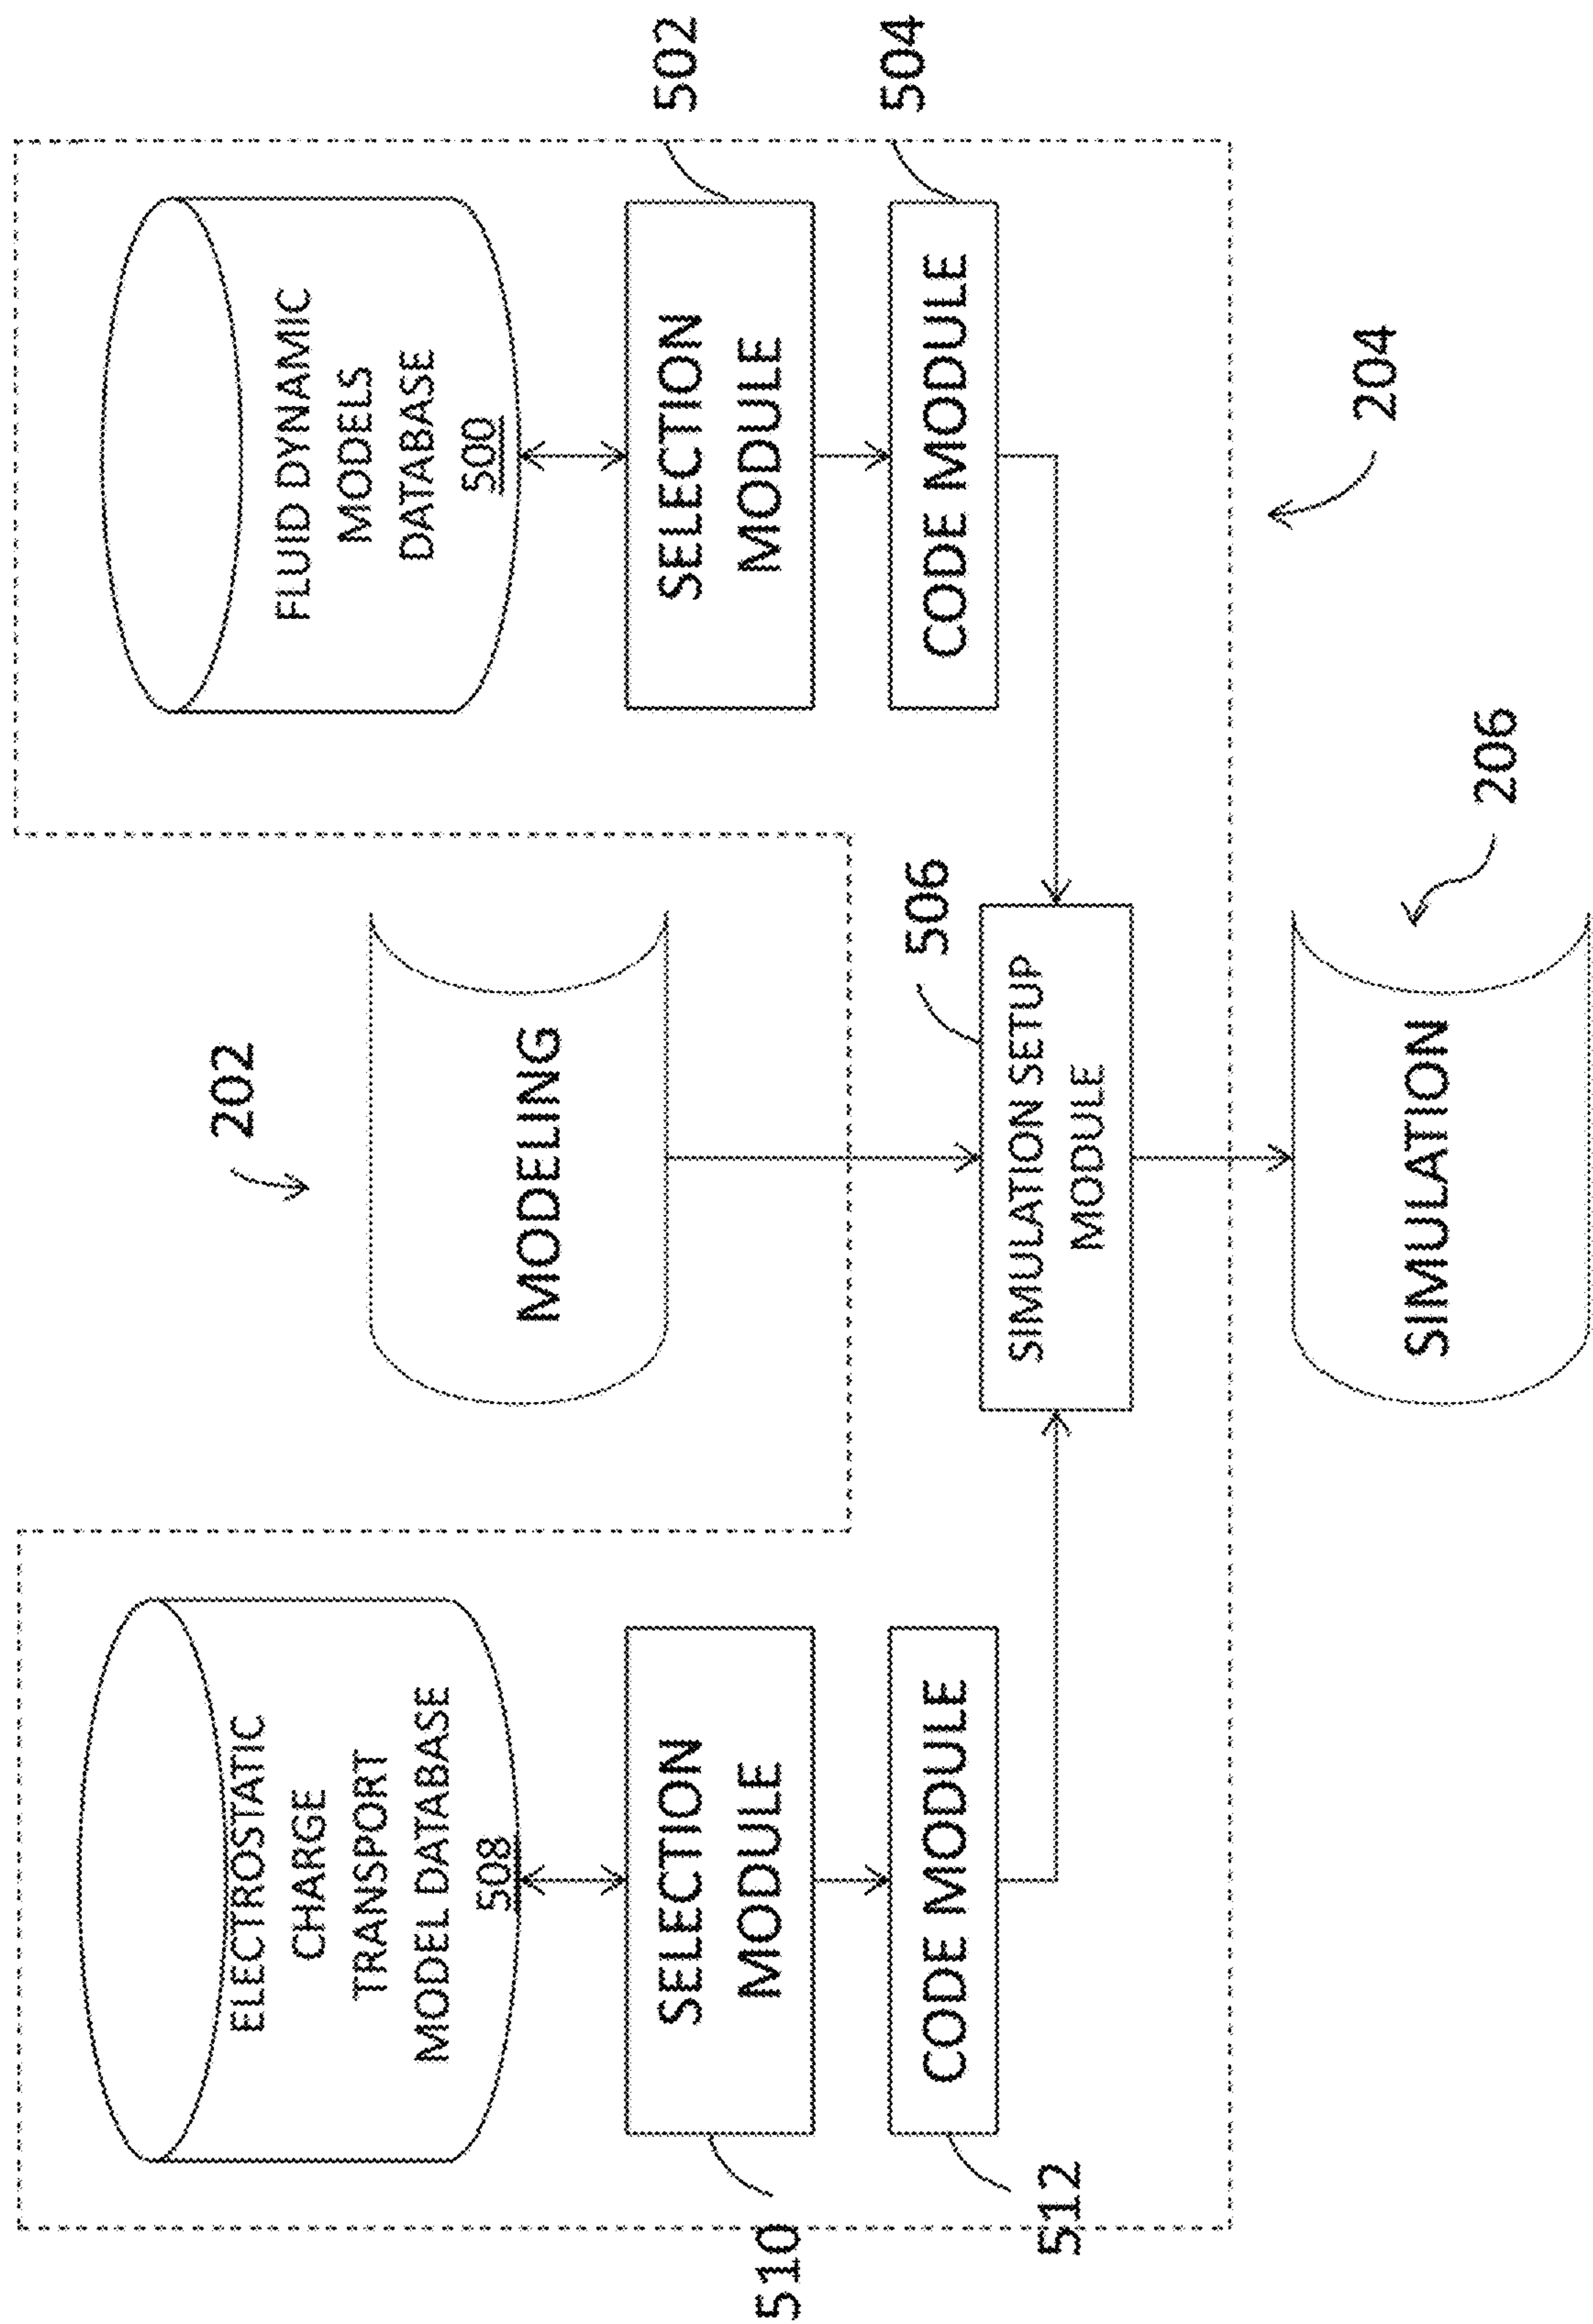 202
ELECTROSTATIC
CHARGE
TRANSPORT
MODEL DATABASE
508
MODELING
FLUID DYNAMIC
MODELS
DATABASE
500
510
SELECTION
MODULE
SELECTION
MODULE
502
512
CODE MODULE
506
CODE MODULE
504
SIMULATION SETUP
MODULE
204
SIMULATION
206